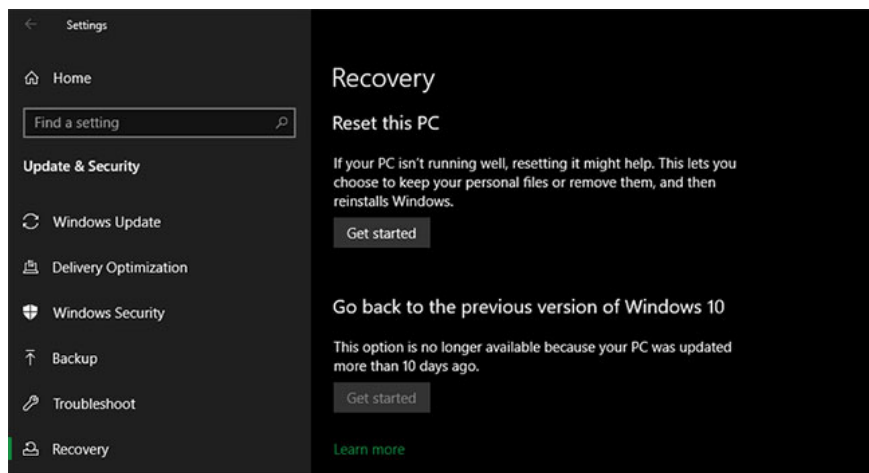 Settings
Home
Find a setting
Update & Security
Windows Update
Delivery Optimization
Windows Security
Backup
Troubleshoot
Recovery
Recovery
Reset this PC
If your PC isn't running well, resetting it might help. This lets you
choose to keep your personal files or remove them, and then
reinstalls Windows.
Get started
Go back to the previous version of Windows 10
This option is no longer available because your PC was updated
more than 10 days ago.
Get started
Learn more